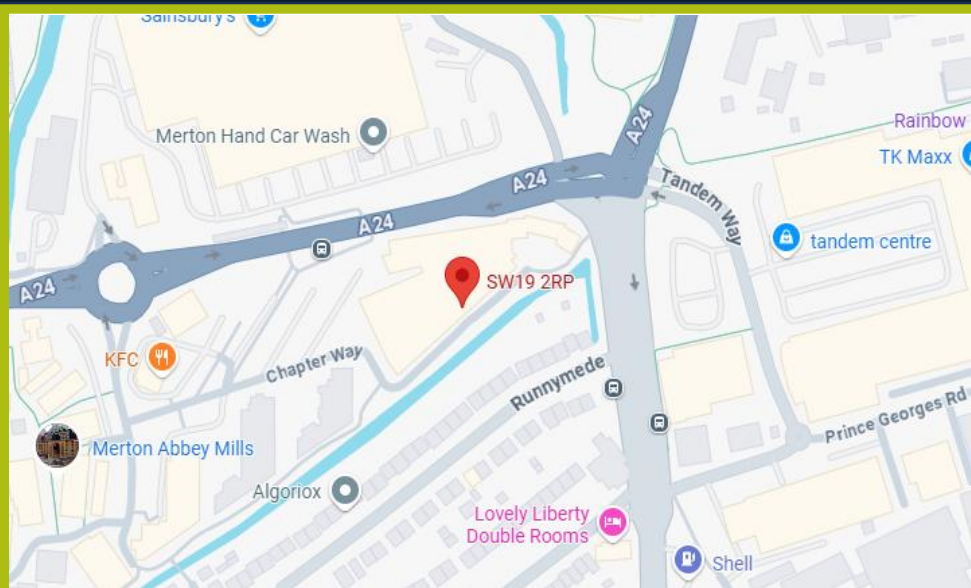 Sainsbury's
A24
Merton Hand Car Wash
Rainbow
TK Maxx
A24
Tandem Way
A24
tandem centre
SW19 2RP
A24
KFC
Chapter Way
Runnymede
Prince Georges Rd
Merton Abbey Mills
Algoriox
Lovely Liberty
Double Rooms
Shell